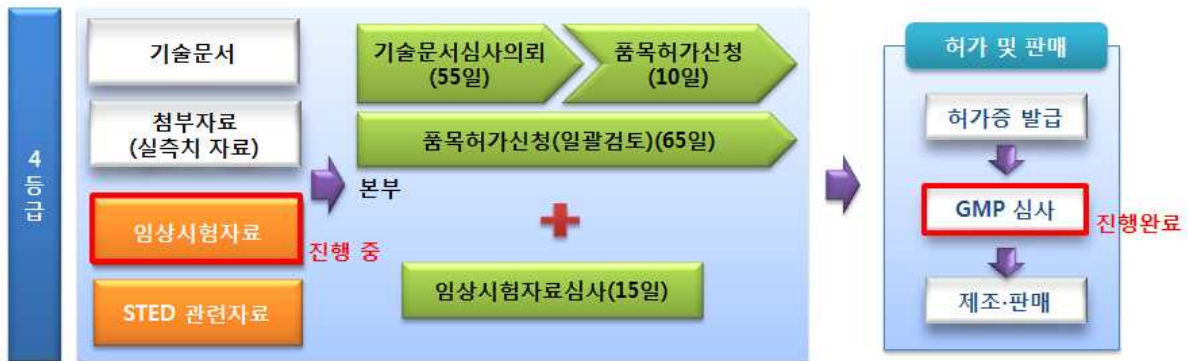 4
등
급
기술문서
첨부자료
(실측치 자료)
임상시험자료
진행 중
STED 관련자료
기술문서심사의뢰
(55일)
품목허가신청
(10일)
품목허가신청(일괄검토)(65일)
본부
임상시험자료심사(15일)
허가 및 판매
허가증 발급
GMP 심사
진행완료
제조·판매